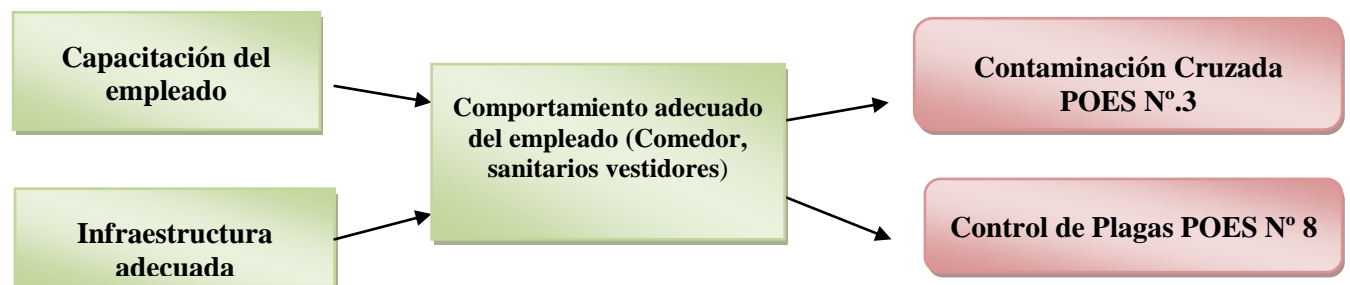 Capacitación del
empleado
Infraestructura
adecuada
Comportamiento adecuado
del empleado (Comedor,
sanitarios vestidores)
Contaminación Cruzada
POES Nº.3
Control de Plagas POES Nº 8